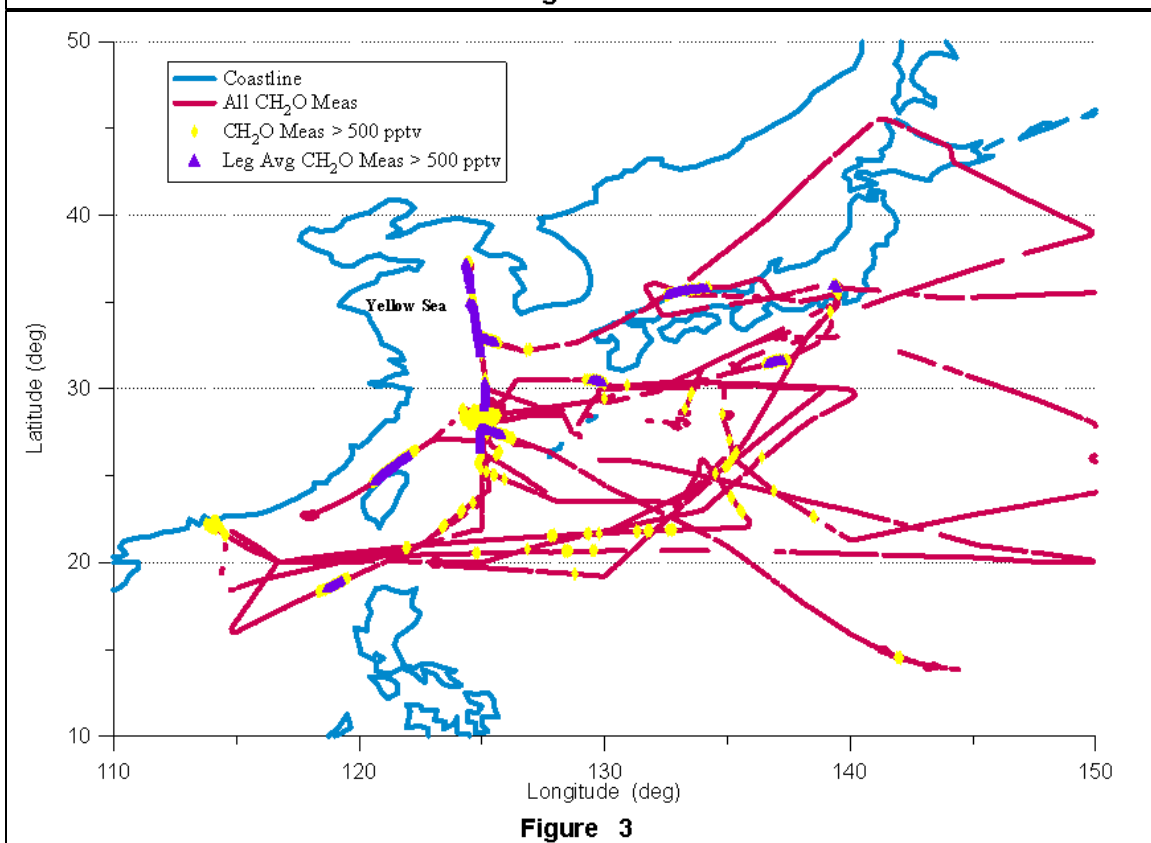 50
Coastline
All CH₂O Meas
CH₂O Meas > 500 pptv
Leg Avg CH₂O Meas > 500 pptv
40
Yellow Sea
Latitude (deg)
30
20
10
110 120 130 140 150
Longitude (deg)
Figure 3